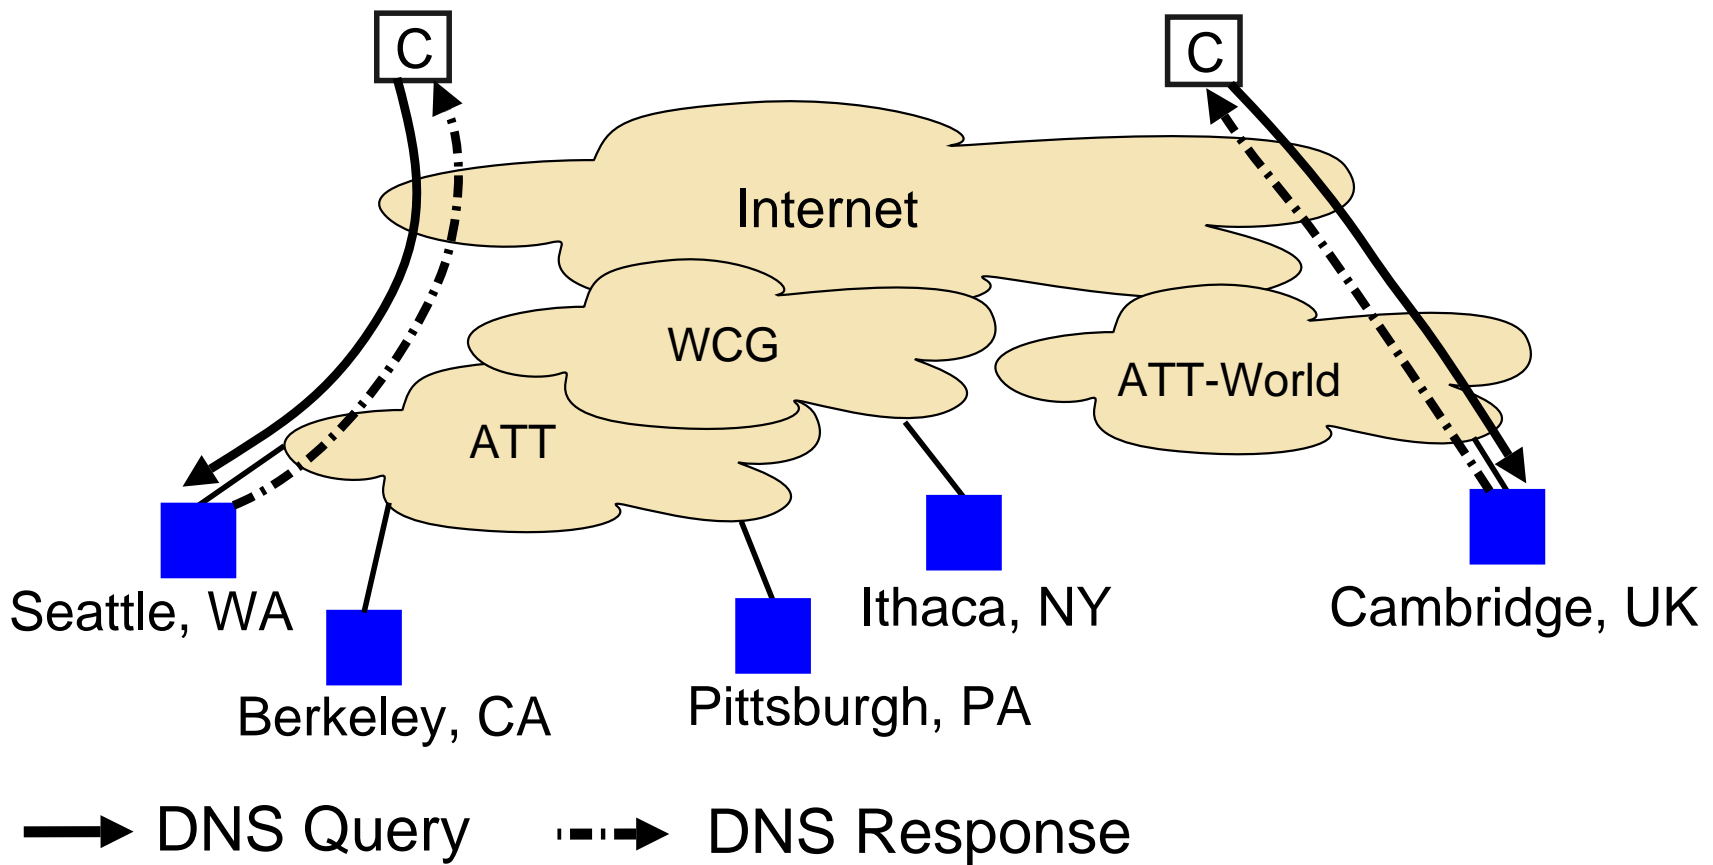 C
C
Internet
WCG
ATT-World
ATT
Seattle, WA
Ithaca, NY
Cambridge, UK
Berkeley, CA
Pittsburgh, PA
DNS Query
DNS Response